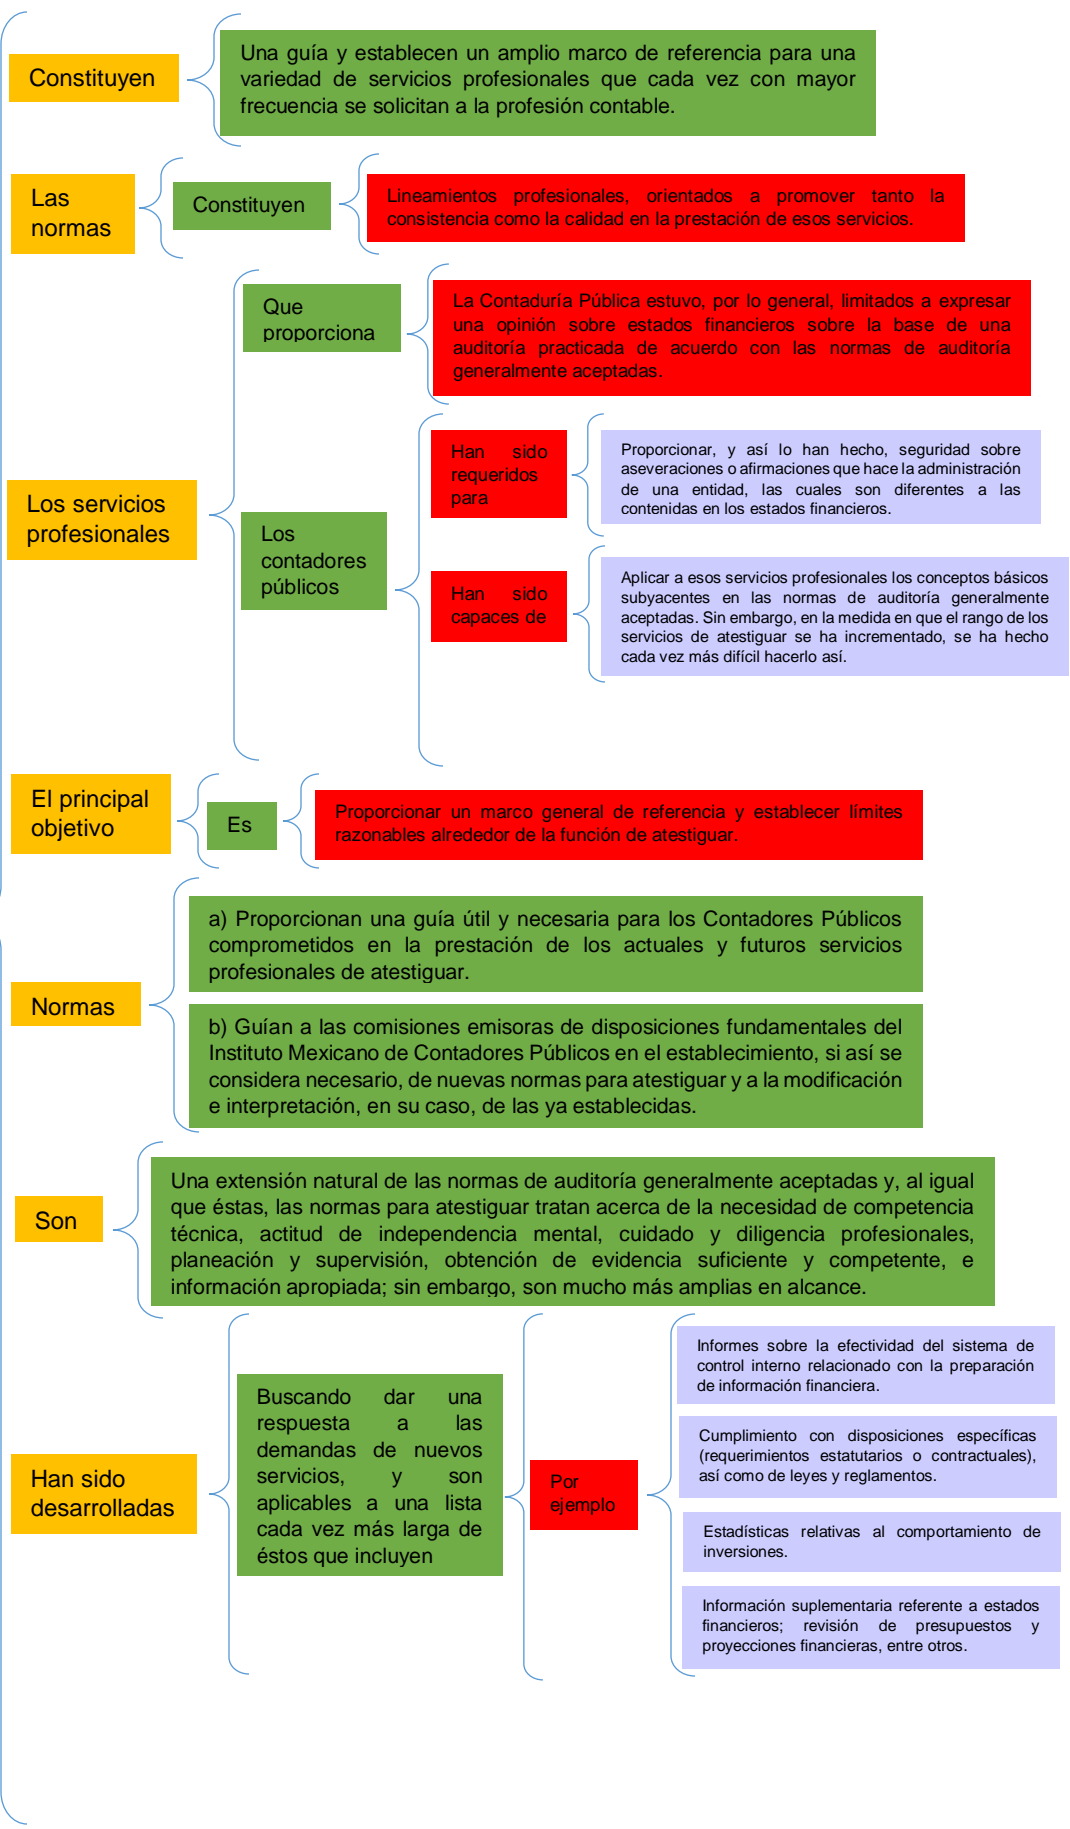 Constituyen
Una guía y establecen un amplio marco de referencia para una
variedad de servicios profesionales que cada vez con mayor
frecuencia se solicitan a la profesión contable.
Las
normas
Constituyen
Lineamientos profesionales, orientados a promover tanto la
consistencia como la calidad en la prestación de esos servicios.
Los servicios
profesionales
Que
proporciona
La Contaduría Pública estuvo, por lo general, limitados a expresar
una opinión sobre estados financieros sobre la base de una
auditoría practicada de acuerdo con las normas de auditoría
generalmente aceptadas.
Los
contadores
públicos
Han sido
requeridos
para
Proporcionar, y así lo han hecho, seguridad sobre
aseveraciones o afirmaciones que hace la administración
de una entidad, las cuales son diferentes a las
contenidas en los estados financieros.
Han sido
capaces de
Aplicar a esos servicios profesionales los conceptos básicos
subyacentes en las normas de auditoría generalmente
aceptadas. Sin embargo, en la medida en que el rango de los
servicios de atestiguar se ha incrementado, se ha hecho
cada vez más difícil hacerlo así.
El principal
objetivo
Es
Proporcionar un marco general de referencia y establecer límites
razonables alrededor de la función de atestiguar.
Normas
a) Proporcionan una guía útil y necesaria para los Contadores Públicos
comprometidos en la prestación de los actuales y futuros servicios
profesionales de atestiguar.
b) Guían a las comisiones emisoras de disposiciones fundamentales del
Instituto Mexicano de Contadores Públicos en el establecimiento, si así se
considera necesario, de nuevas normas para atestiguar y a la modificación
e interpretación, en su caso, de las ya establecidas.
Son
Una extensión natural de las normas de auditoría generalmente aceptadas y, al igual
que éstas, las normas para atestiguar tratan acerca de la necesidad de competencia
técnica, actitud de independencia mental, cuidado y diligencia profesionales,
planeación y supervisión, obtención de evidencia suficiente y competente, e
información apropiada; sin embargo, son mucho más amplias en alcance.
Han sido
desarrolladas
Buscando dar una
respuesta a las
demandas de nuevos
servicios, y son
aplicables a una lista
cada vez más larga de
éstos que incluyen
Por
ejemplo
Informes sobre la efectividad del sistema de
control interno relacionado con la preparación
de información financiera.
Cumplimiento con disposiciones específicas
(requerimientos estatutarios o contractuales),
así como de leyes y reglamentos.
Estadísticas relativas al comportamiento de
inversiones.
Información suplementaria referente a estados
financieros; revisión de presupuestos y
proyecciones financieras, entre otros.